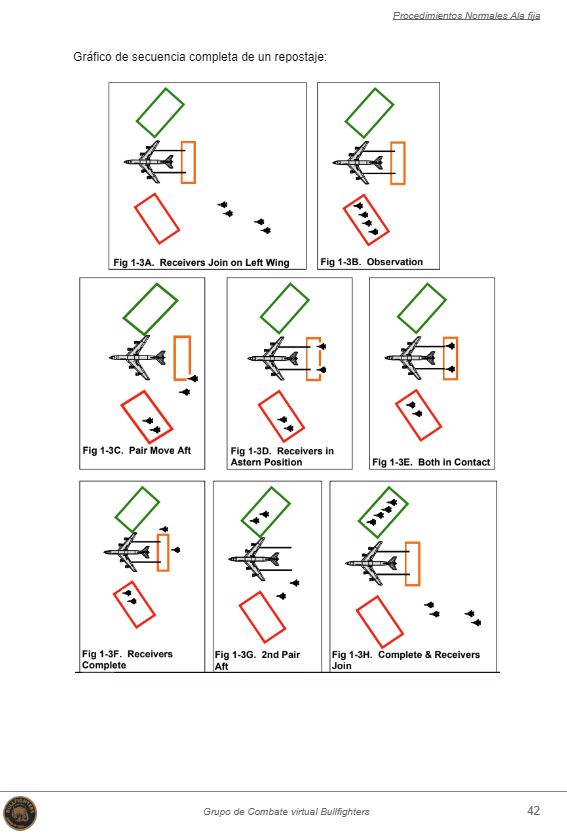 Procedimientos Normales Ala fija
Gráfico de secuencia completa de un repostaje:
Fig 1-3A. Receivers Join on Left Wing
Fig 1-3B. Observation
Fig 1-3C. Pair Move Aft
Fig 1-3D. Receivers in
Astern Position
Fig 1-3E. Both in Contact
Fig 1-3F. Receivers
Complete
Fig 1-3G. 2nd Pair
Aft
Fig 1-3H. Complete & Receivers
Join
BULLFIGHTERS
Grupo de Combate virtual Bullfighters
42